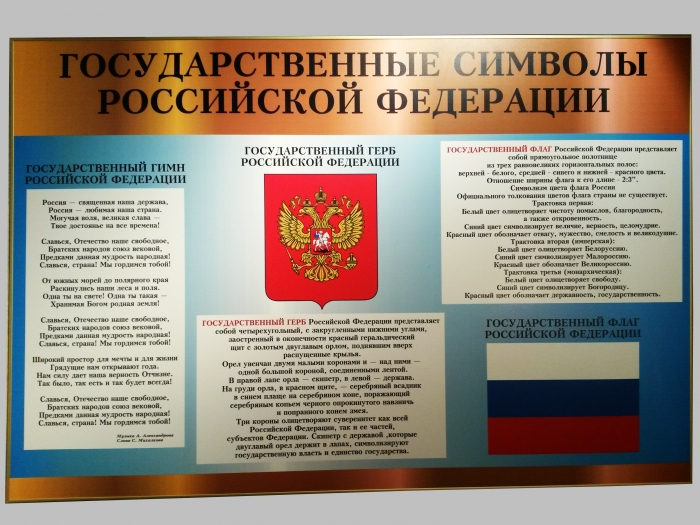 ГОСУДАРСТВЕННЫЕ СИМВОЛЫ
РОССИЙСКОЙ ФЕДЕРАЦИИ
ГОСУДАРСТВЕННЫЙ ГИМН
РОССИЙСКОЙ ФЕДЕРАЦИИ
Россия — священная наша держава,
Россия — любимая наша страна.
Могучая воля, великая слава —
Твое достоянье на все времена!
Славься, Отечество наше свободное,
Братских народов союз вековой,
Предками данная мудрость народная!
Славься, страна! Мы гордимся тобой!
От южных морей до полярного края
Раскинулись наши леса и поля.
Одна ты на свете! Одна ты такая —
Хранимая Богом родная земля!
Славься, Отечество наше свободное,
Братских народов союз вековой,
Предками данная мудрость народная!
Славься, страна! Мы гордимся тобой!
Широкий простор для мечты и для жизни
Грядущие нам открывают года.
Нам силу дает наша верность Отчизне.
Так было, так есть и так будет всегда!
Славься, Отечество наше свободное,
Братских народов союз вековой,
Предками данная мудрость народная!
Славься, страна! Мы гордимся тобой!
Музыка А. Александрова
Слова С. Михалкова
ГОСУДАРСТВЕННЫЙ ГЕРБ
РОССИЙСКОЙ ФЕДЕРАЦИИ
ГОСУДАРСТВЕННЫЙ ГЕРБ Российской Федерации представляет
собой четырехугольный, с закругленными нижними углами,
заостренный в оконечности красный геральдический
щит с золотым двуглавым орлом, поднявшим вверх
распущенные крылья.
Орел увенчан двумя малыми коронами и — над ними —
одной большой короной, соединенными лентой.
В правой лапе орла — скипетр, в левой — держава.
На груди орла, в красном щите, — серебряный всадник
в синем плаще на серебряном коне, поражающий
серебряным копьем черного опрокинутого навзничь
и попранного конем змея.
Три короны олицетворяют суверенитет как всей
Российской Федерации, так и ее частей,
субъектов Федерации. Скипетр с державой ,которые
двуглавый орел держит в лапах, символизируют
государственную власть и единство государства.
ГОСУДАРСТВЕННЫЙ ФЛАГ Российской Федерации представляет
собой прямоугольное полотнище
из трех равновеликих горизонтальных полос:
верхней - белого, средней - синего и нижней - красного цвета.
Отношение ширины флага к его длине - 2:3".
Символизм цвета флага России
Официального толкования цветов флага страны не существует.
Трактовка первая:
Белый цвет олицетворяет чистоту помыслов, благородность,
а также откровенность.
Синий цвет символизирует величие, верность, целомудрие.
Красный цвет обозначает отвагу, мужество, смелость и великодушие.
Трактовка вторая (имперская):
Белый цвет олицетворяет Белоруссию.
Синий цвет символизирует Малороссию.
Красный цвет обозначает Великороссию.
Трактовка третья (монархическая):
Белый цвет олицетворяет свободу.
Синий цвет символизирует Богородицу.
Красный цвет обозначает державность, государственность.
ГОСУДАРСТВЕННЫЙ ФЛАГ
РОССИЙСКОЙ ФЕДЕРАЦИИ